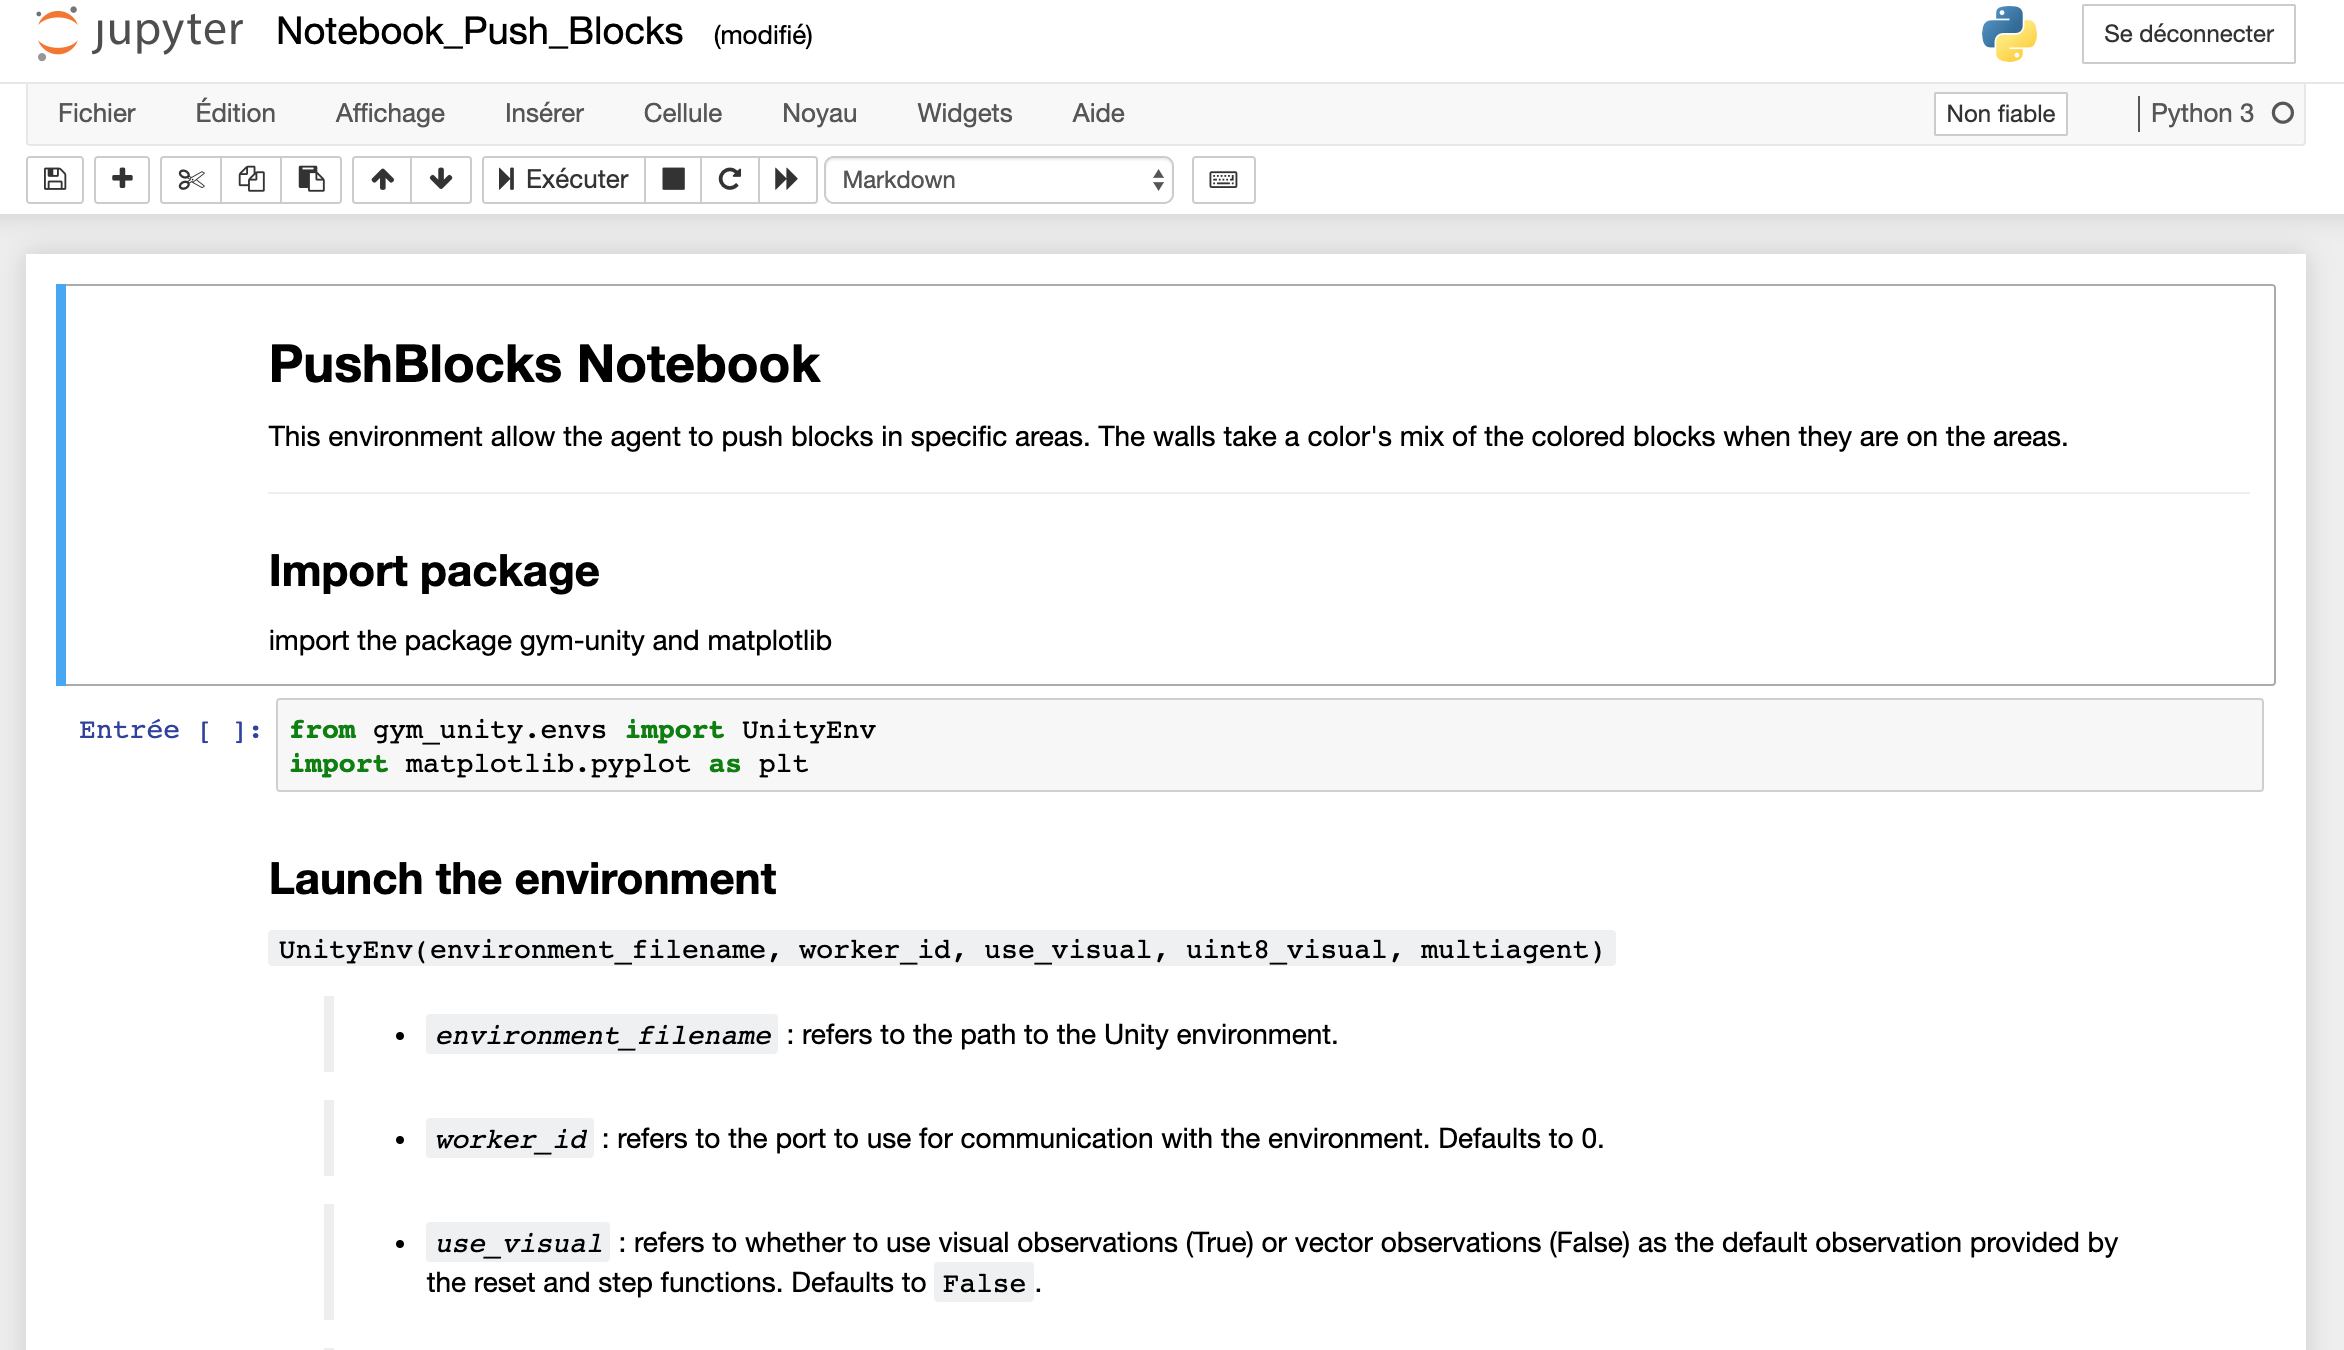 jupyter Notebook_Push_Blocks (modifié) Se déconnecter
Fichier Édition Affichage Insérer Cellule Noyau Widgets Aide Non fiable Python 3
Exécuter Markdown
PushBlocks Notebook
This environment allow the agent to push blocks in specific areas. The walls take a color's mix of the colored blocks when they are on the areas.
Import package
import the package gym-unity and matplotlib
Entrée [ ]: from gym_unity.envs import UnityEnv
import matplotlib.pyplot as plt
Launch the environment
UnityEnv(environment_filename, worker_id, use_visual, uint8_visual, multiagent)
• environment_filename : refers to the path to the Unity environment.
• worker_id : refers to the port to use for communication with the environment. Defaults to 0.
• use_visual : refers to whether to use visual observations (True) or vector observations (False) as the default observation provided by
the reset and step functions. Defaults to False.